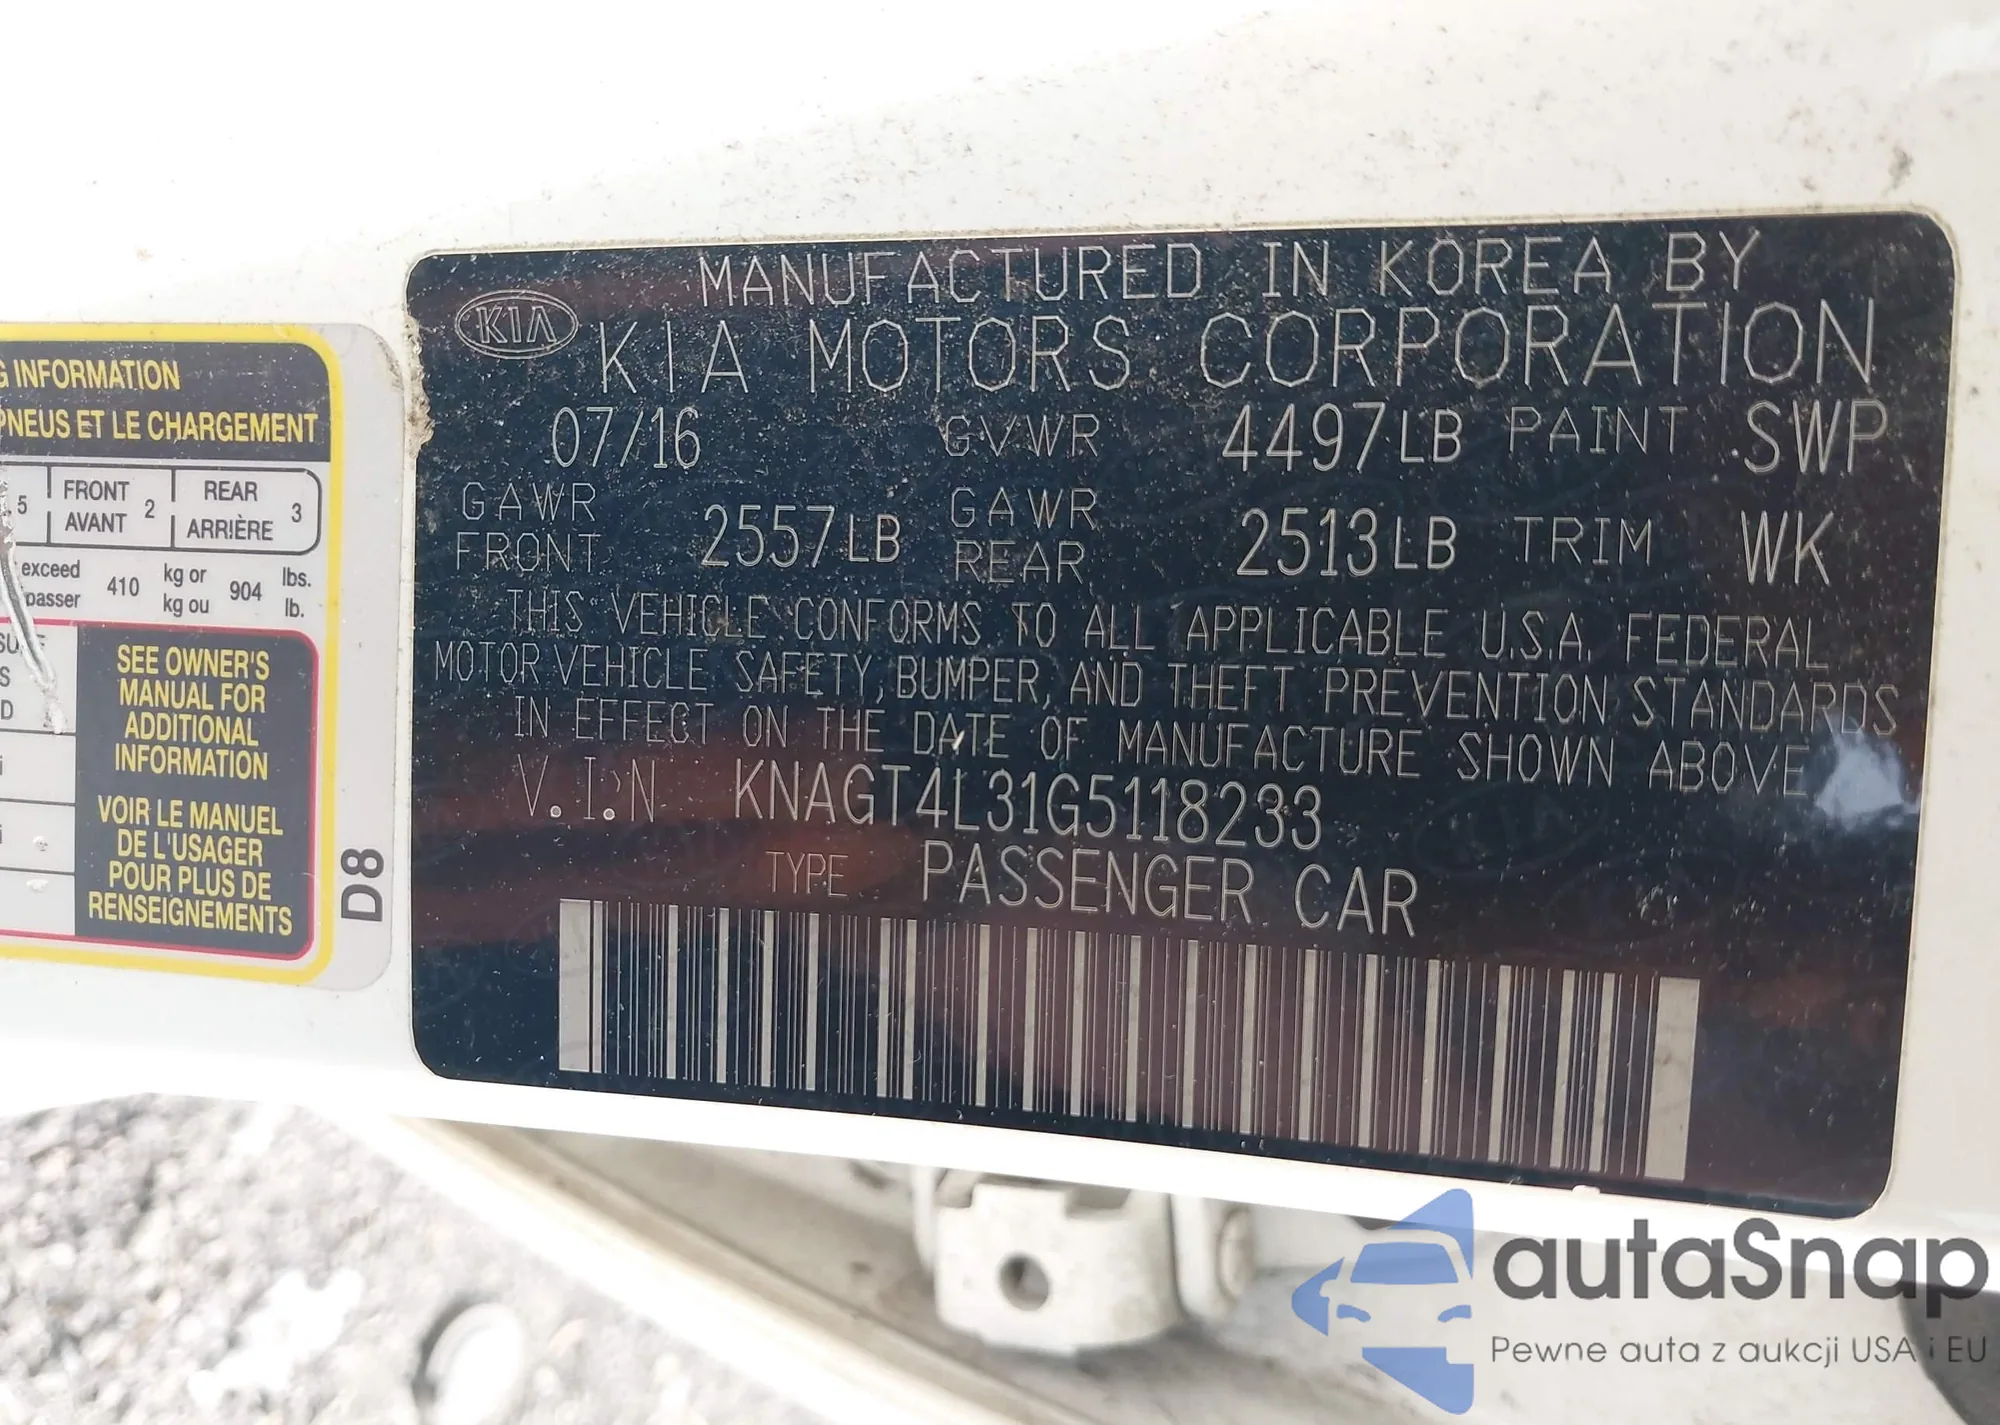 G INFORMATION
PNEUS ET LE CHARGEMENT
5 FRONT AVANT 2 REAR ARRIÈRE 3
exceed 410 kg or 904 lbs.
passer kg ou lb.
S
D
SEE OWNER'S
MANUAL FOR
ADDITIONAL
INFORMATION
VOIR LE MANUEL
DE L'USAGER
POUR PLUS DE
RENSEIGNEMENTS
D8
MANUFACTURED IN KOREA BY
KIA
KIA MOTORS CORPORATION
07/16 GVWR 4497LB PAINT SWP
GAWR FRONT 2557LB GAWR REAR 2513LB TRIM WK
THIS VEHICLE CONFORMS TO ALL APPLICABLE U.S.A. FEDERAL
MOTOR VEHICLE SAFETY, BUMPER, AND THEFT PREVENTION STANDARDS
IN EFFECT ON THE DATE OF MANUFACTURE SHOWN ABOVE
V.I.N KNAGT4L31G5118233
TYPE PASSENGER CAR
autaSnap
Pewne auta z aukcji USA i EU